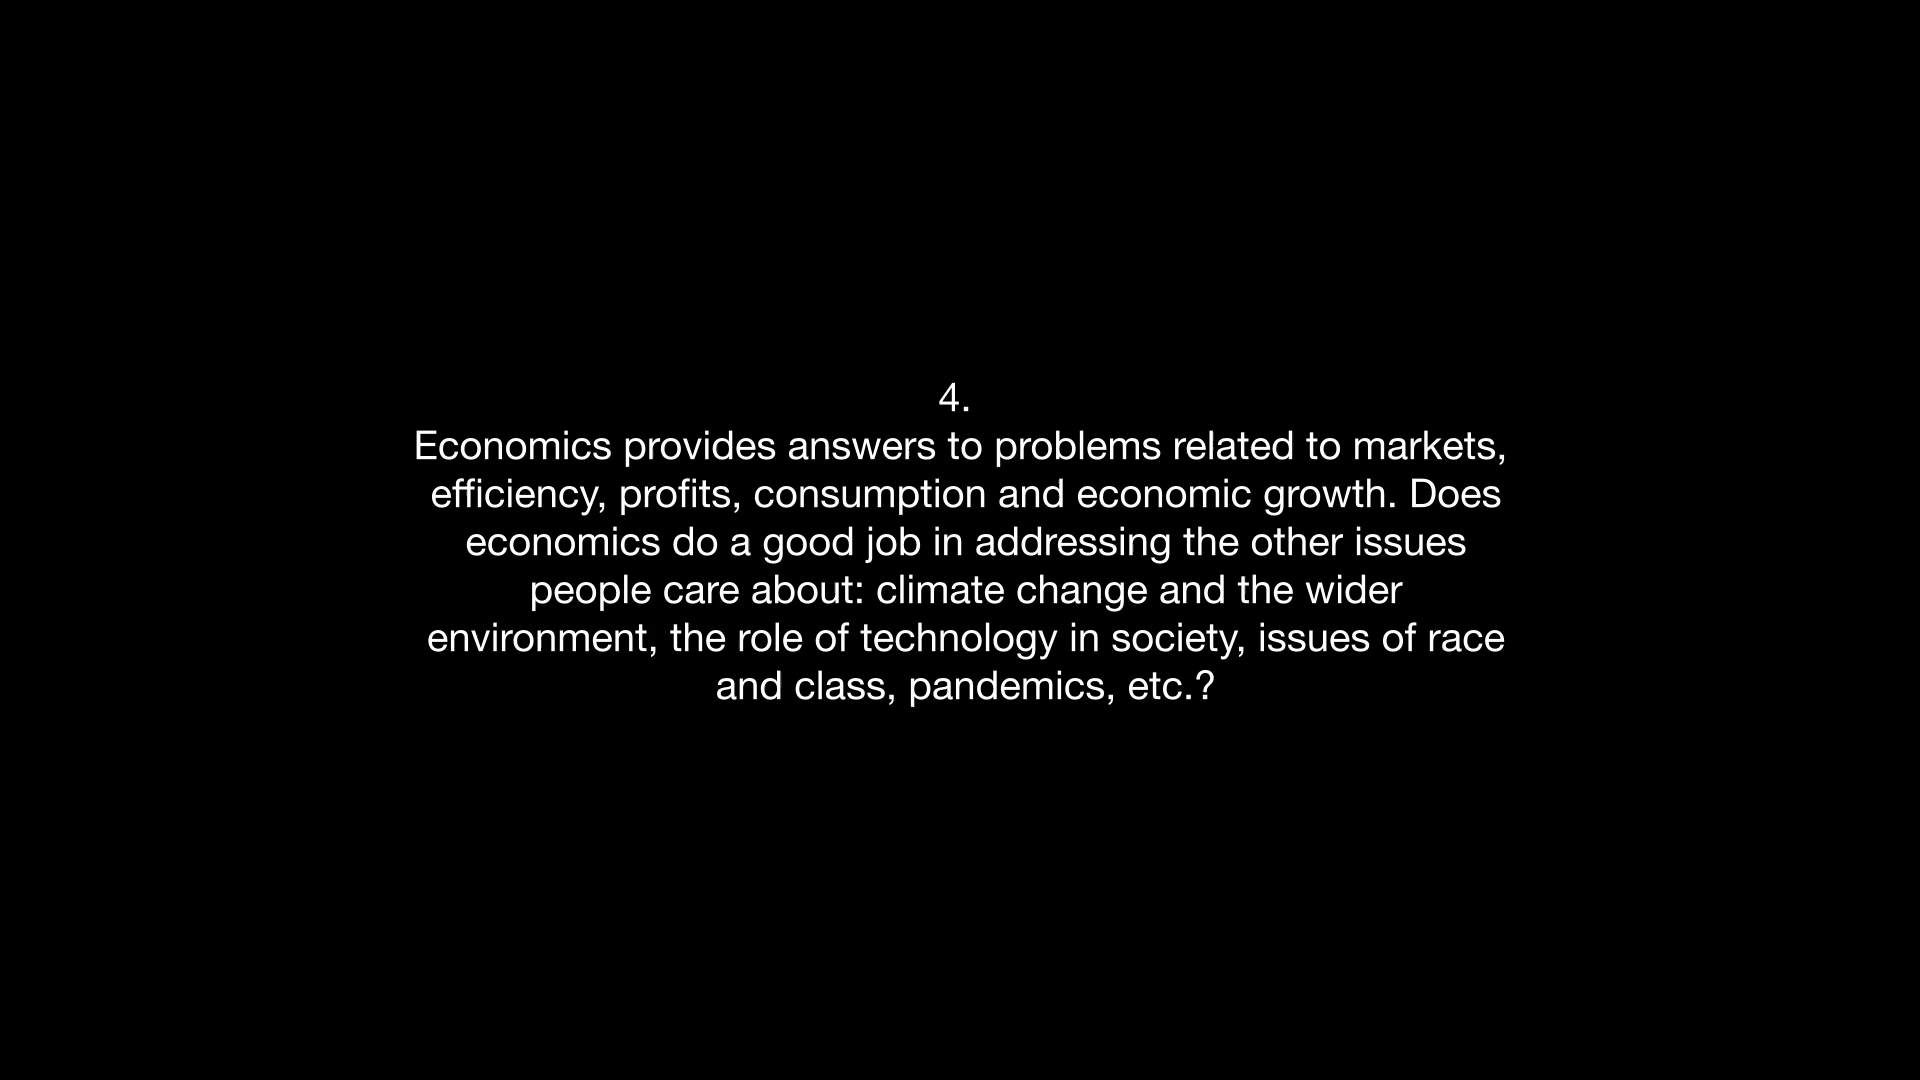 4.
Economics provides answers to problems related to markets,
efficiency, profits, consumption and economic growth. Does
economics do a good job in addressing the other issues
people care about: climate change and the wider
environment, the role of technology in society, issues of race
and class, pandemics, etc.?